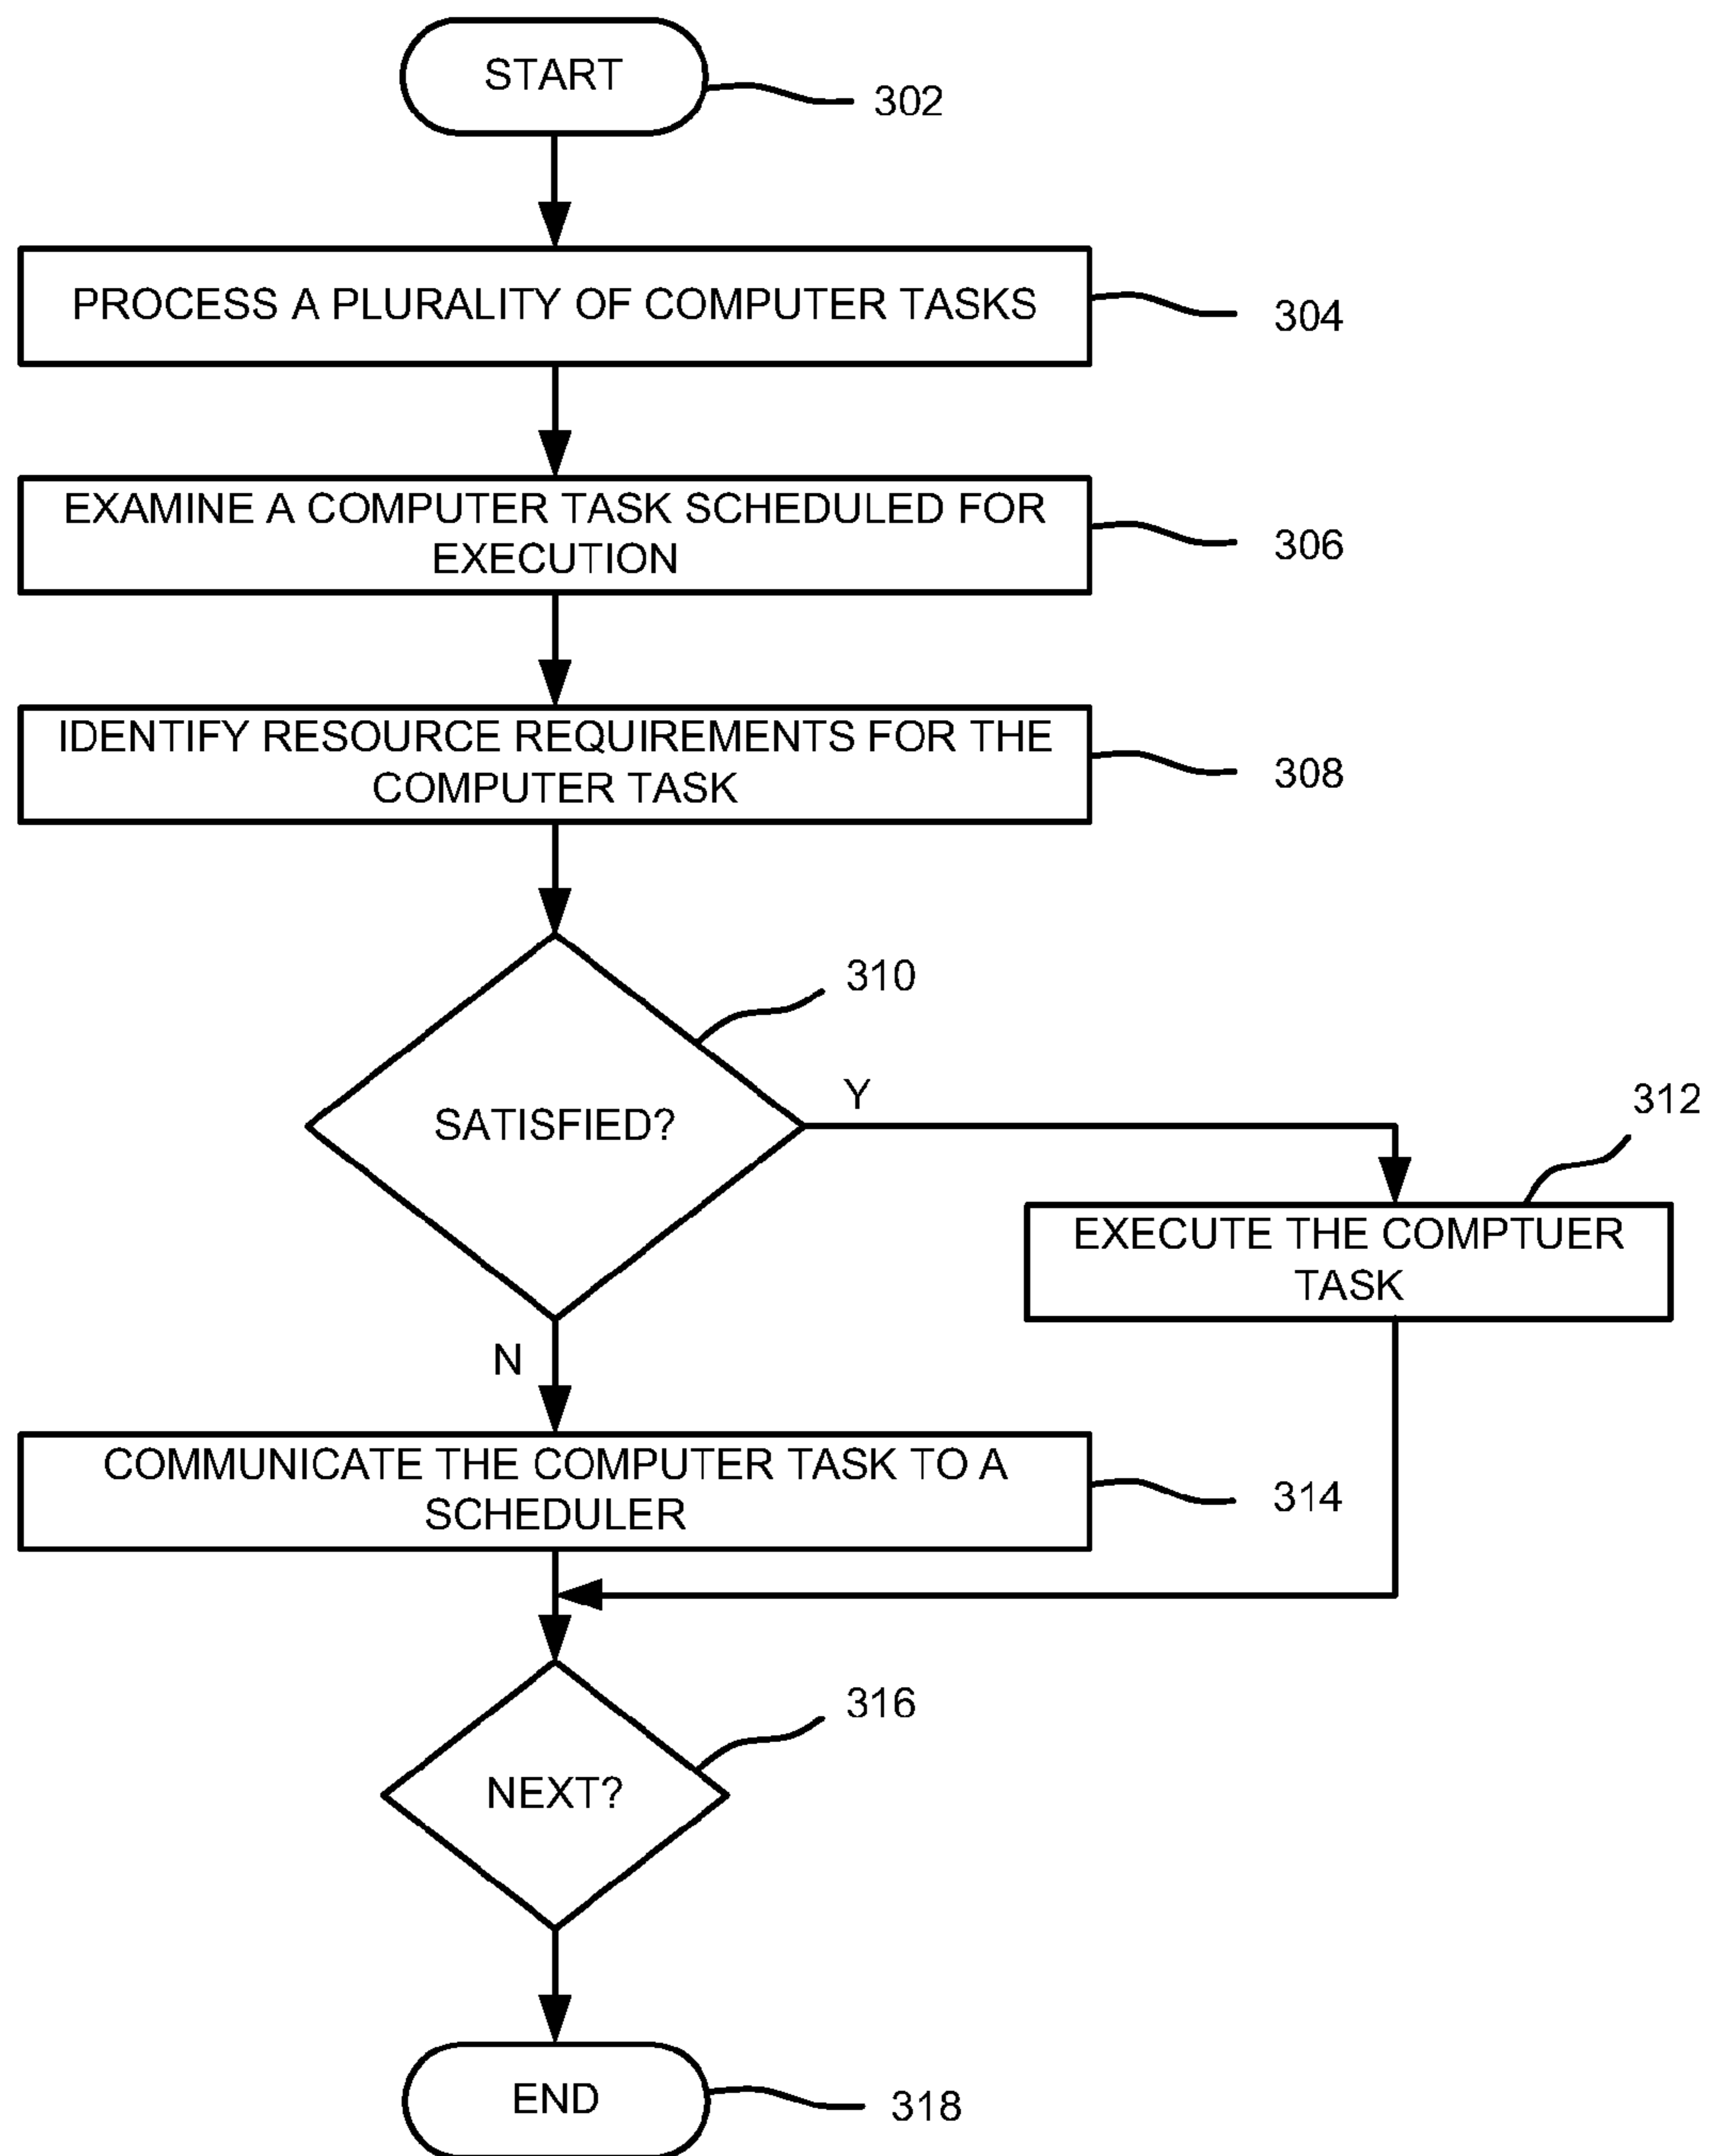 START
302
PROCESS A PLURALITY OF COMPUTER TASKS
304
EXAMINE A COMPUTER TASK SCHEDULED FOR
EXECUTION
306
IDENTIFY RESOURCE REQUIREMENTS FOR THE
COMPUTER TASK
308
310
SATISFIED?
Y
312
EXECUTE THE COMPTUER
TASK
N
COMMUNICATE THE COMPUTER TASK TO A
SCHEDULER
314
316
NEXT?
END
318